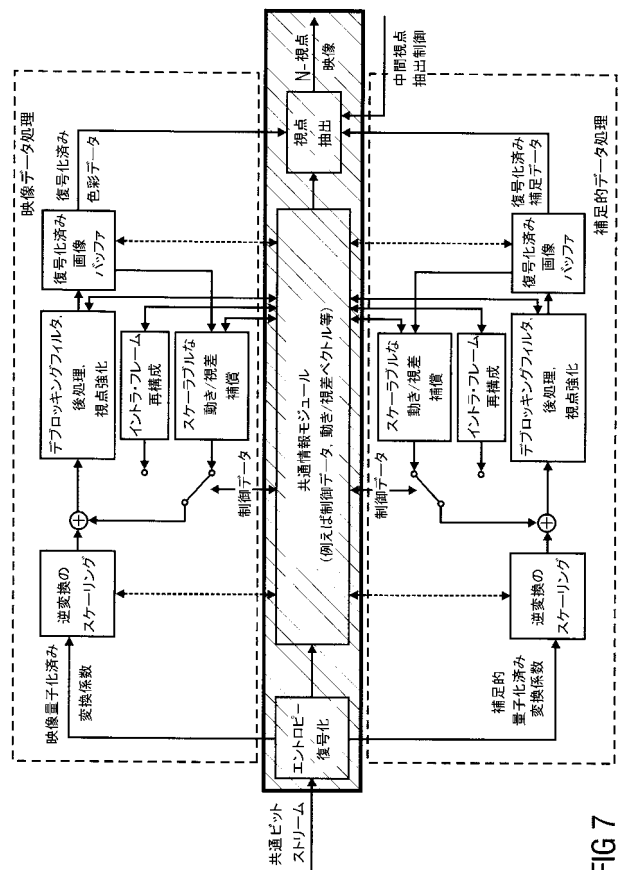 映像データ処理
映像量子化済み
変換係数
逆変換の
スケーリング
デブロッキングフィルタ、
後処理、
視点強化
復号化済み
画像
バッファ
復号化済み
色彩データ
イントラ・フレーム
再構成
スケーラブルな
動き/視差
補償
制御データ
共通ビット
ストリーム
エントロピー
復号化
共通情報モジュール
(例えば制御データ、動き/視差ベクトル等)
視点
抽出
N-視点
映像
中間視点
抽出制御
制御データ
スケーラブルな
動き/視差
補償
イントラ・フレーム
再構成
補足的
量子化済み
変換係数
逆変換の
スケーリング
デブロッキングフィルタ、
後処理、
視点強化
復号化済み
画像
バッファ
復号化済み
補足データ
補足的データ処理
FIG 7